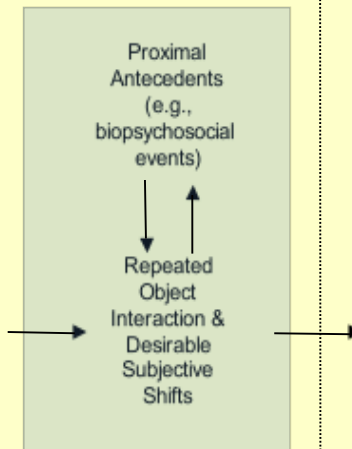 Proximal
Antecedents
(e.g.,
biopsychosocial
events)
Repeated
Object
Interaction &
Desirable
Subjective
Shifts